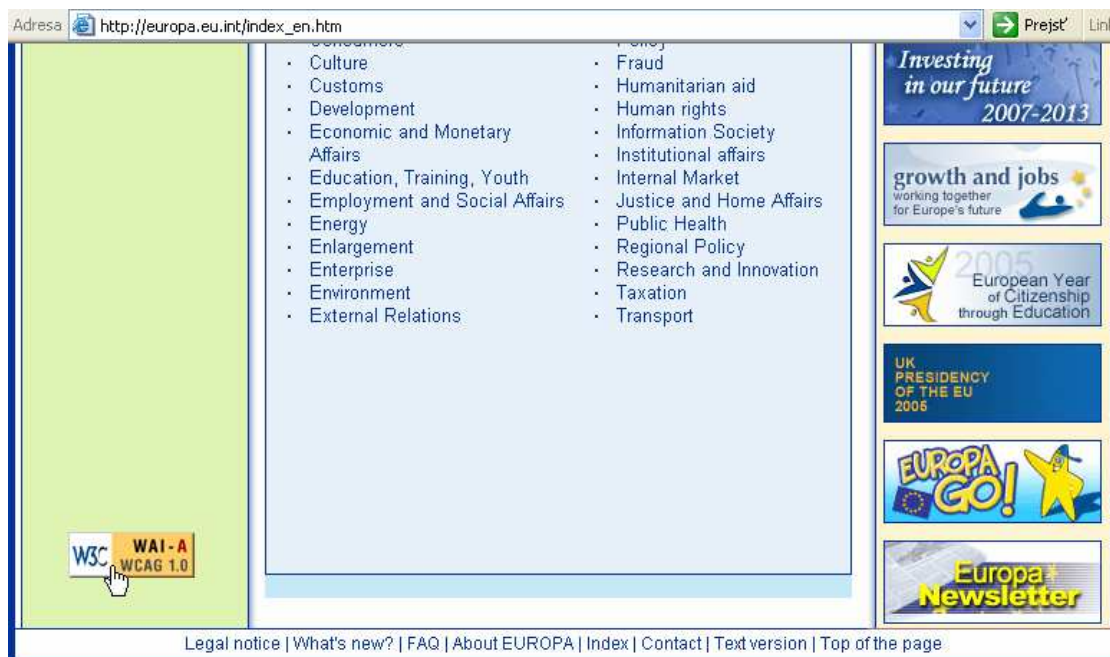 Adresa http://europa.eu.int/index_en.htm Prejsť Lin
Consumers
· Culture
· Customs
· Development
· Economic and Monetary
Affairs
· Education, Training, Youth
· Employment and Social Affairs
· Energy
· Enlargement
· Enterprise
· Environment
· External Relations
Policy
· Fraud
· Humanitarian aid
· Human rights
· Information Society
· Institutional affairs
· Internal Market
· Justice and Home Affairs
· Public Health
· Regional Policy
· Research and Innovation
· Taxation
· Transport
Investing
in our future
2007-2013
growth and jobs
working together
for Europe's future
2005
European Year
of Citizenship
through Education
UK
PRESIDENCY
OF THE EU
2005
EUROPA
GO!
Europa
Newsletter
W3C WAI-A
WCAG 1.0
Legal notice | What's new? | FAQ | About EUROPA | Index | Contact | Text version | Top of the page